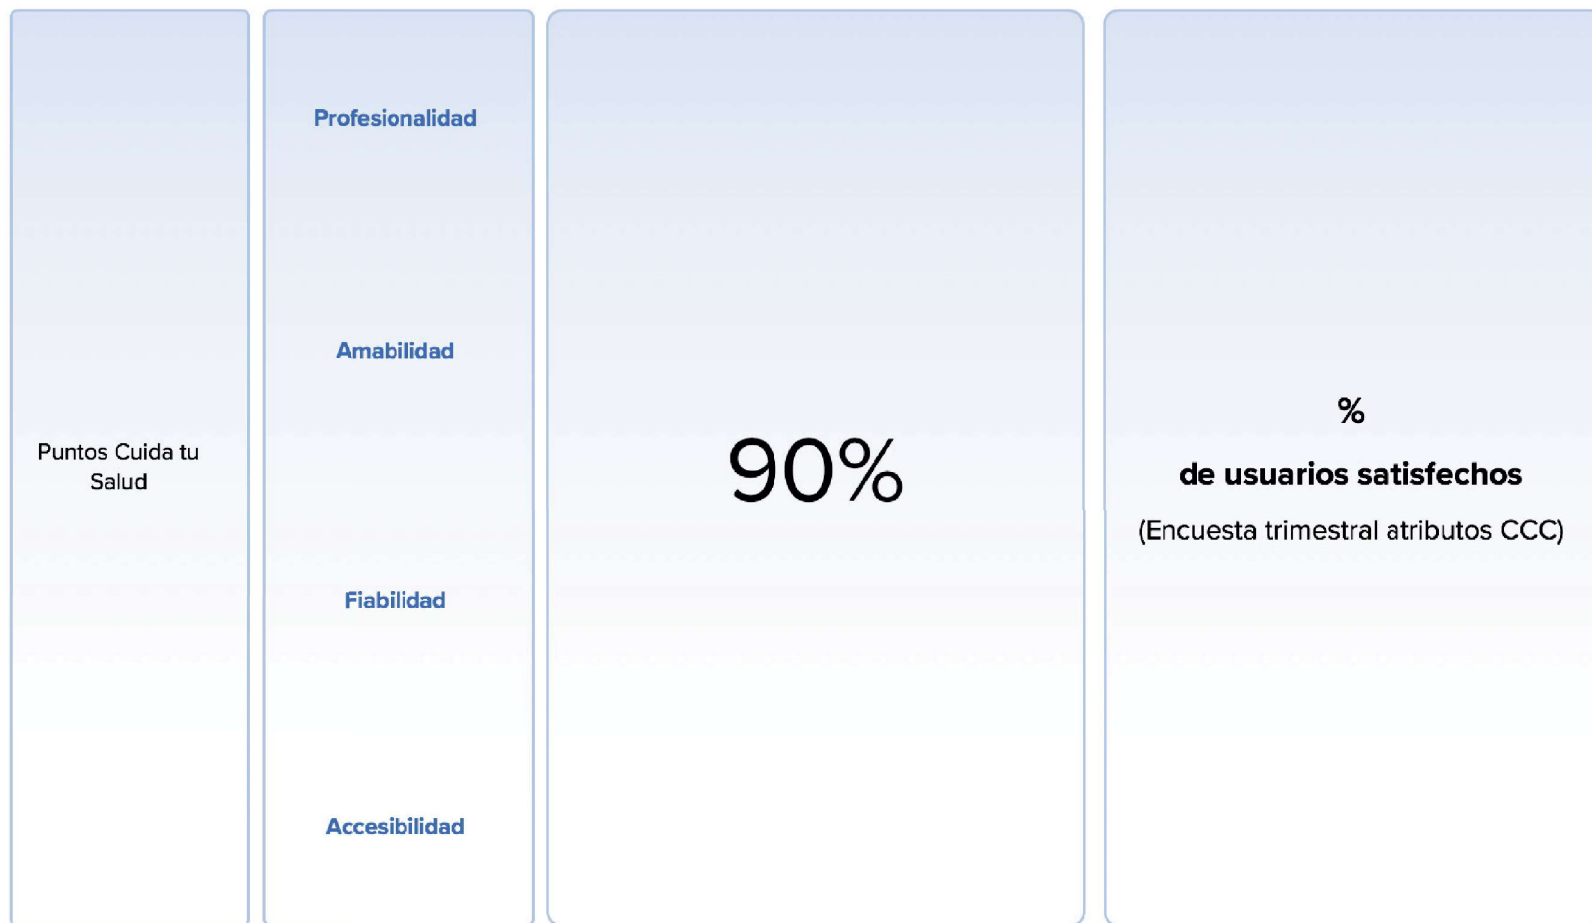 Puntos Cuida tu
Salud
Profesionalidad
Amabilidad
Fiabilidad
Accesibilidad
90%
%
de usuarios satisfechos
(Encuesta trimestral atributos CCC)